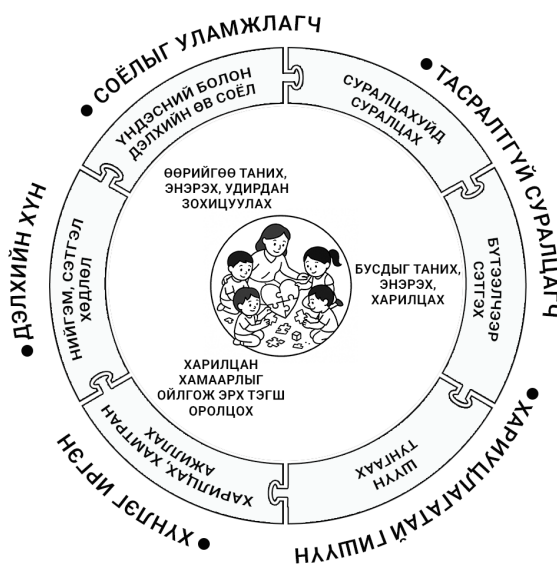 ● СОЁЛЫГ УЛАМЖЛАГЧ
● ТАСРАЛТГҮЙ СУРАЛЦАГЧ
● ХАРИУЦЛАГАТАЙ ГИШҮҮН
● ХҮНЛЭГ ИРГЭН
● ДЭЛХИЙН ХҮН
ҮНДЭСНИЙ БОЛОН
ДЭЛХИЙН ӨВ СОЁЛ
СУРАЛЦАХУЙД
СУРАЛЦАХ
БҮТЭЭЛЧЭЭР
СЭТГЭХ
ШҮҮН
ТУНГААХ
ХАРИЛЦАХ, ХАМТРАН
АЖИЛЛАХ
НИЙГЭМ, СЭТГЭЛ
ХӨДЛӨЛ
ӨӨРИЙГӨӨ ТАНИХ,
ЭНЭРЭХ, УДИРДАН
ЗОХИЦУУЛАХ
БУСДЫГ ТАНИХ,
ЭНЭРЭХ,
ХАРИЛЦАХ
ХАРИЛЦАН
ХАМААРЛЫГ
ОЙЛГОЖ ЭРХ ТЭГШ
ОРОЛЦОХ